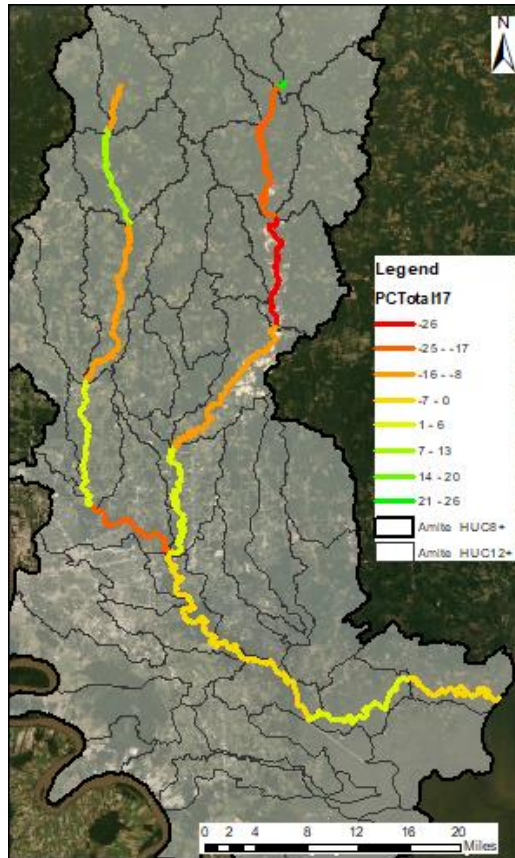 N
Legend
PCTotal17
-26
-25 - -17
-16 - -8
-7 - 0
1 - 6
7 - 13
14 - 20
21 - 26
Amite HUC8+
Amite HUC12+
0 2 4 8 12 16 20
Miles